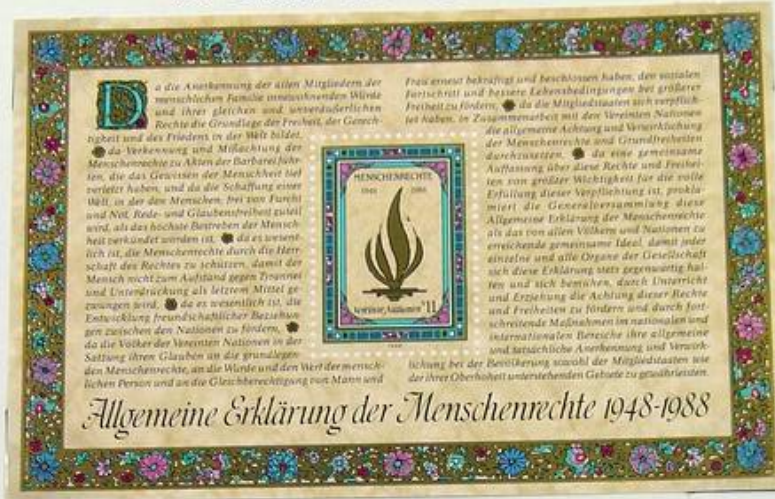 Da die Anerkennung der allen Mitgliedern der
menschlichen Familie innewohnenden Würde
und ihrer gleichen und unveräußerlichen
Rechte die Grundlage der Freiheit, der Gerech-
tigkeit und des Friedens in der Welt bildet,
da Verkennung und Mißachtung der
Menschenrechte zu Akten der Barbarei führ-
ten, die das Gewissen der Menschheit tief
verletzt haben, und da die Schaffung einer
Welt, in der den Menschen, frei von Furcht
und Not, Rede- und Glaubensfreiheit zuteil
wird, als das höchste Bestreben der Mensch-
heit verkündet worden ist, da es wesent-
lich ist, die Menschenrechte durch die Herr-
schaft des Rechtes zu schützen, damit der
Mensch nicht zum Aufstand gegen Tyrannei
und Unterdrückung als letztem Mittel ge-
zwungen wird, da es wesentlich ist, die
Entwicklung freundschaftlicher Beziehun-
gen zwischen den Nationen zu fördern,
da die Völker der Vereinten Nationen in der
Satzung ihren Glauben an die grundlegen-
den Menschenrechte, an die Würde und den Wert der mensch-
lichen Person und an die Gleichberechtigung von Mann und
Frau erneut bekräftigt und beschlossen haben, den sozialen
Fortschritt und bessere Lebensbedingungen bei größerer
Freiheit zu fördern, da die Mitgliedstaaten sich verpflich-
tet haben, in Zusammenarbeit mit den Vereinten Nationen
die allgemeine Achtung und Verwirklichung
der Menschenrechte und Grundfreiheiten
durchzusetzen, da eine gemeinsame
Auffassung über diese Rechte und Freihei-
ten von größter Wichtigkeit für die volle
Erfüllung dieser Verpflichtung ist, prokla-
miert die Generalversammlung diese
Allgemeine Erklärung der Menschenrechte
als das von allen Völkern und Nationen zu
erreichende gemeinsame Ideal, damit jeder
einzelne und alle Organe der Gesellschaft
sich diese Erklärung stets gegenwärtig hal-
ten und sich bemühen, durch Unterricht
und Erziehung die Achtung dieser Rechte
und Freiheiten zu fördern und durch fort-
schreitende Maßnahmen im nationalen und
internationalen Bereiche ihre allgemeine
und tatsächliche Anerkennung und Verwirk-
lichung bei der Bevölkerung sowohl der Mitgliedstaaten wie
der ihrer Oberhoheit unterstehenden Gebiete zu gewährleisten.
MENSCHENRECHTE
1948 1988
Vereinte Nationen S11
Allgemeine Erklärung der Menschenrechte 1948-1988